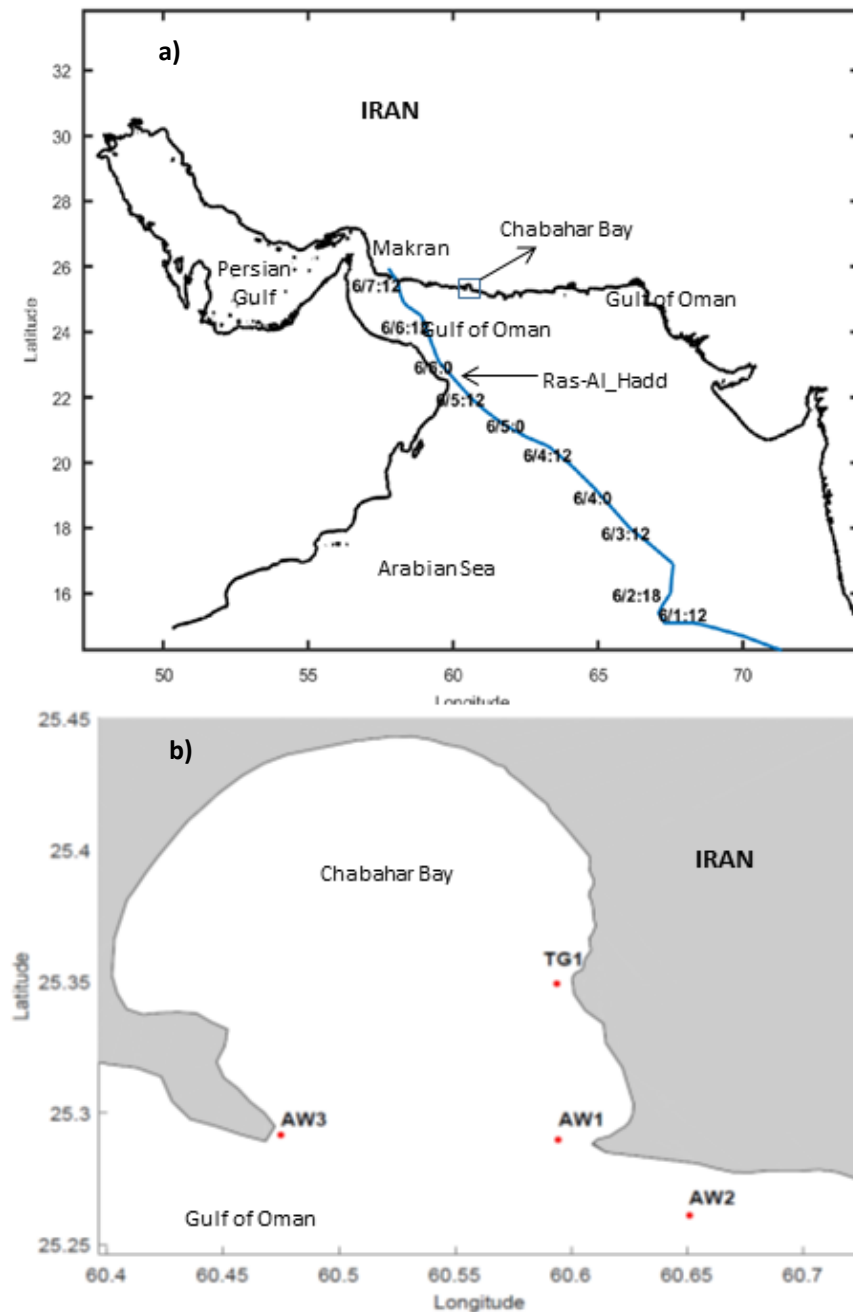 a)
32
IRAN
30
28
Chabahar Bay
Makran
26
Persian
Gulf
6/7:12
Gulf of Oman
24
6/6:12
Gulf of Oman
6/6:0
Ras-Al_Hadd
22
6/5:12
6/5:0
20
6/4:12
6/4:0
18
6/3:12
Arabian Sea
16
6/2:18
6/1:12
Latitude
50 55 60 65 70
Longitude
25.45
b)
25.4
IRAN
Chabahar Bay
TG1
25.35
Latitude
25.3
AW3
AW1
AW2
Gulf of Oman
25.25
60.4 60.45 60.5 60.55 60.6 60.65 60.7
Longitude